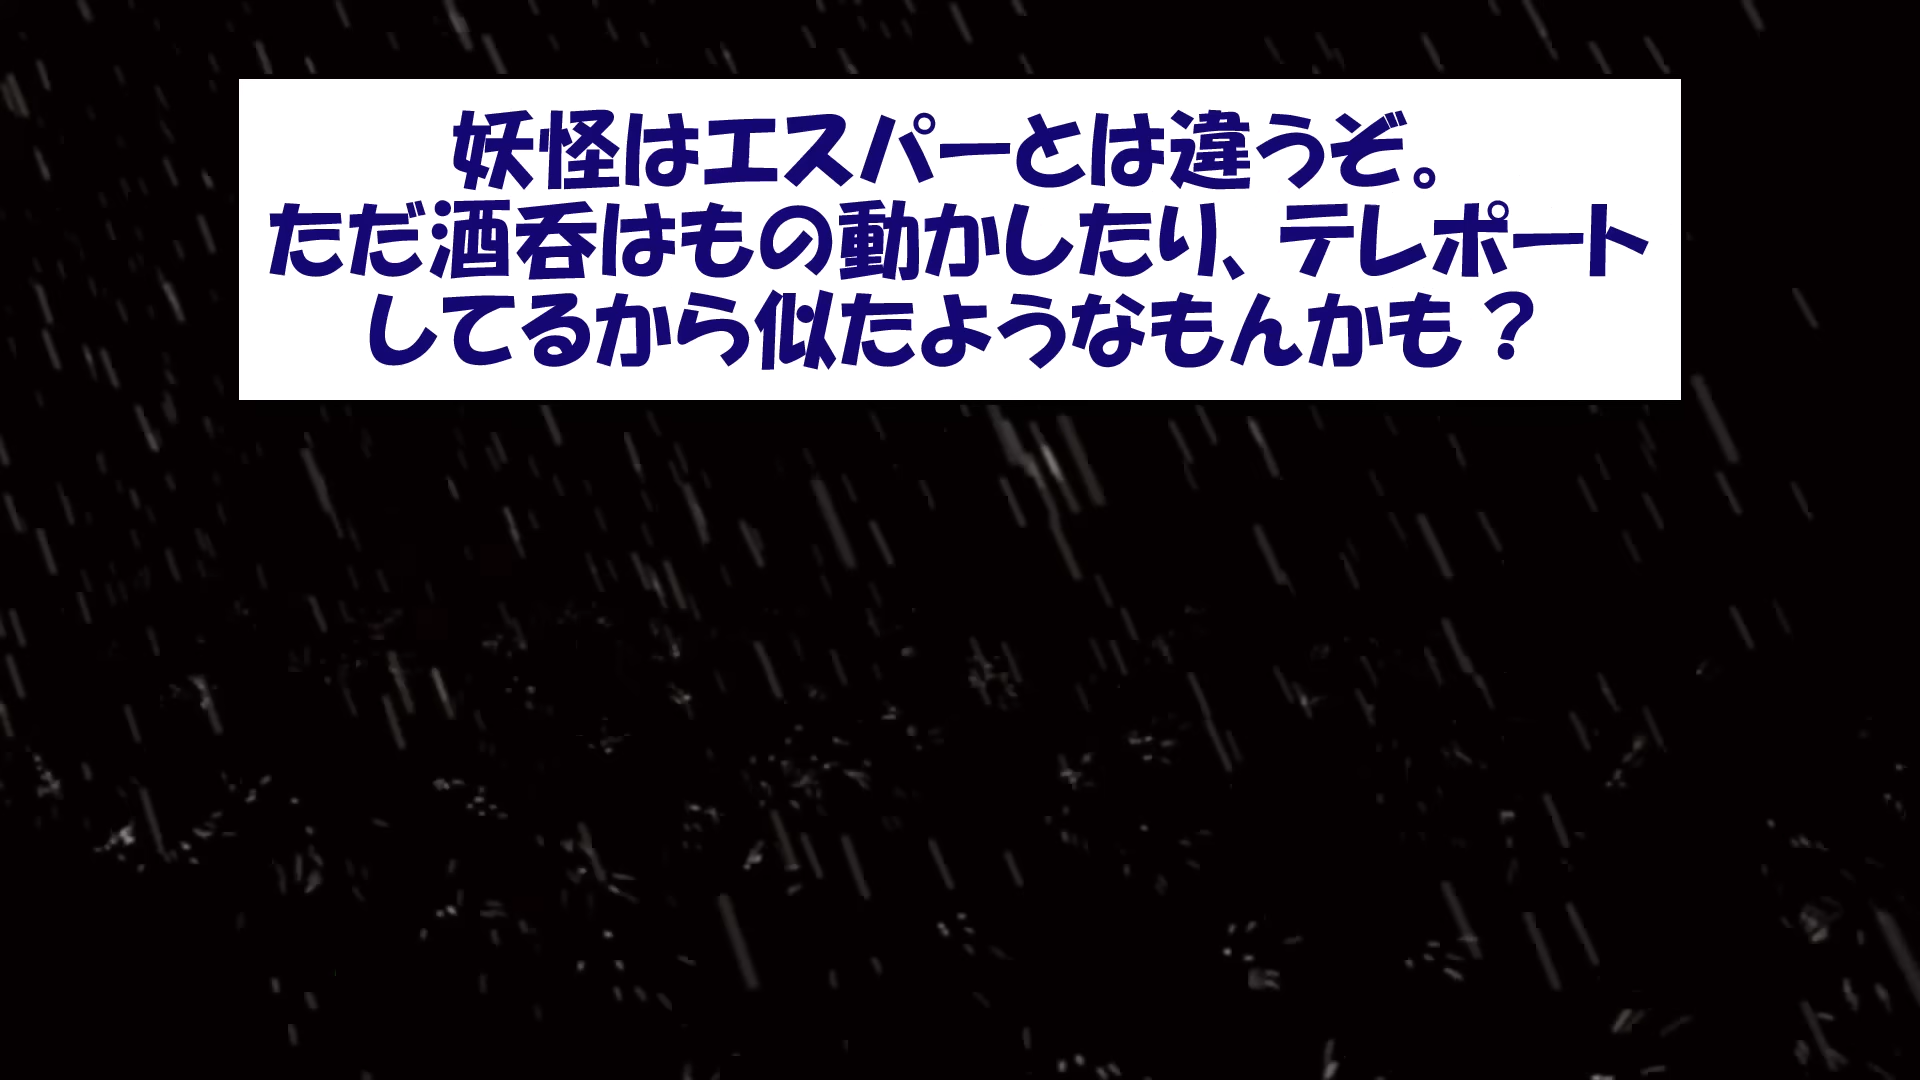 妖怪はエスパーとは違うぞ。
ただ酒呑はもの動かしたり、テレポート
してるから似たようなもんかも？